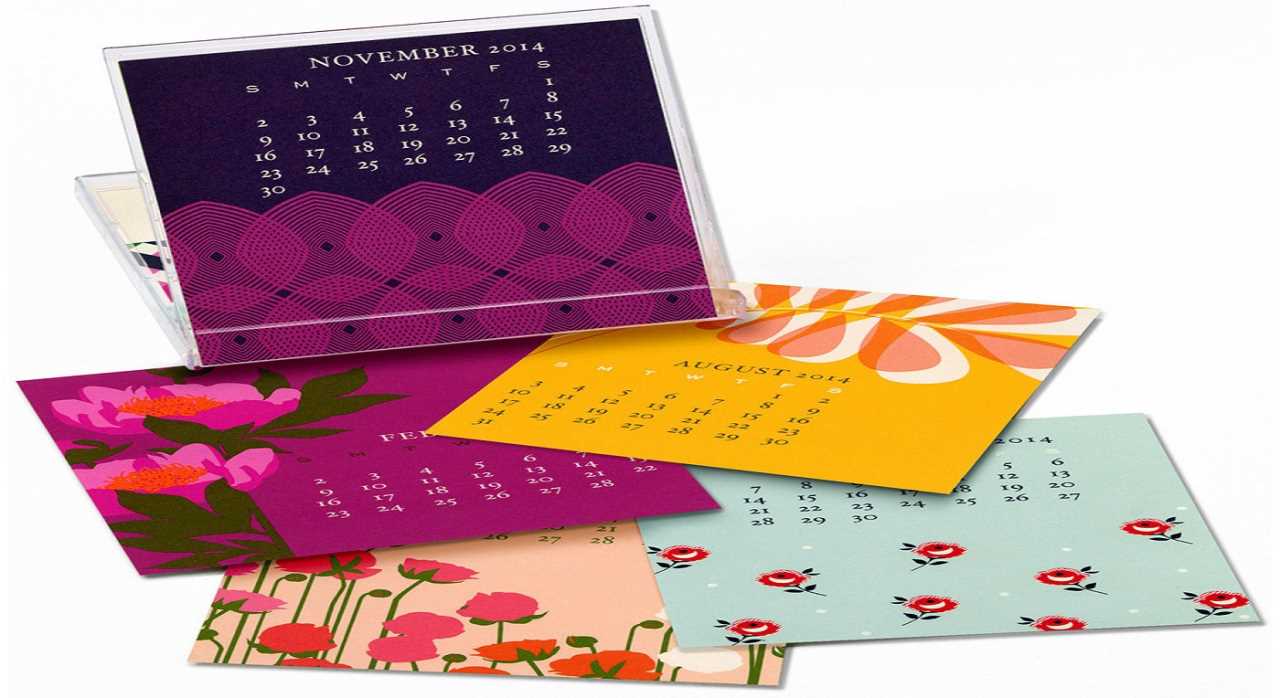 NOVEMBER 2014
S M T W T F S
1
2 3 4 5 6 7 8
9 10 11 12 13 14 15
16 17 18 19 20 21 22
23 24 25 26 27 28 29
30
AUGUST 2014
S M T W T F S
1 2
3 4 5 6 7 8 9
10 11 12 13 14 15 16
17 18 19 20 21 22 23
24 25 26 27 28 29 30
31
S M T W
2 3 4 5 6 7 8
9 10 11 12 13 14 15
16 17 18 19 20 21 22
23 24 25 26 27 28
2014
5 6
7 8 9 12 13
14 15 16 17 18 19 20
21 22 23 24 25 26 27
28 29 30
21
27 28